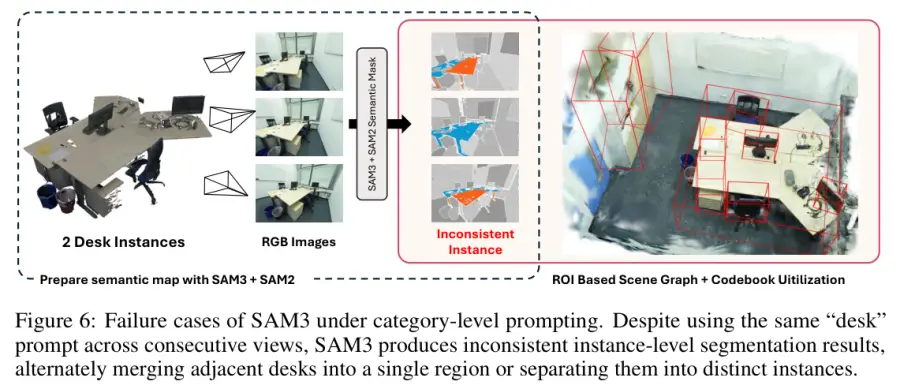 SAM3 + SAM2 Semantic Mask
2 Desk Instances
RGB Images
Inconsistent
Instance
Prepare semantic map with SAM3 + SAM2
ROI Based Scene Graph + Codebook Uitilization
Figure 6: Failure cases of SAM3 under category-level prompting. Despite using the same “desk”
prompt across consecutive views, SAM3 produces inconsistent instance-level segmentation results,
alternately merging adjacent desks into a single region or separating them into distinct instances.